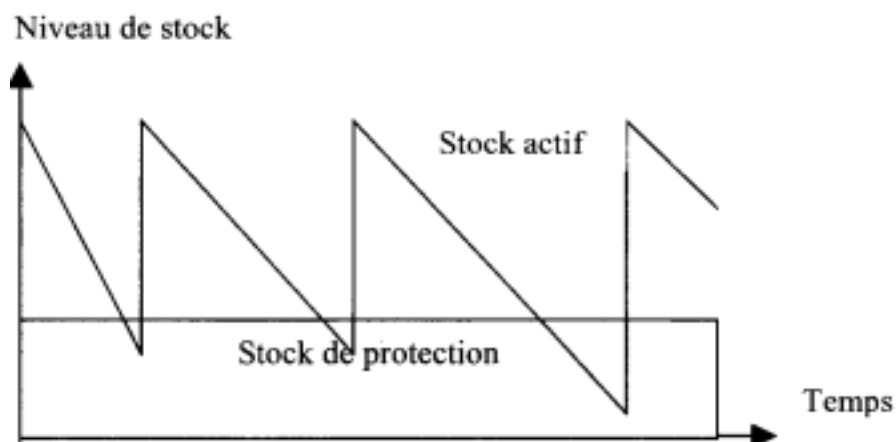 Niveau de stock
Stock actif
Stock de protection
Temps